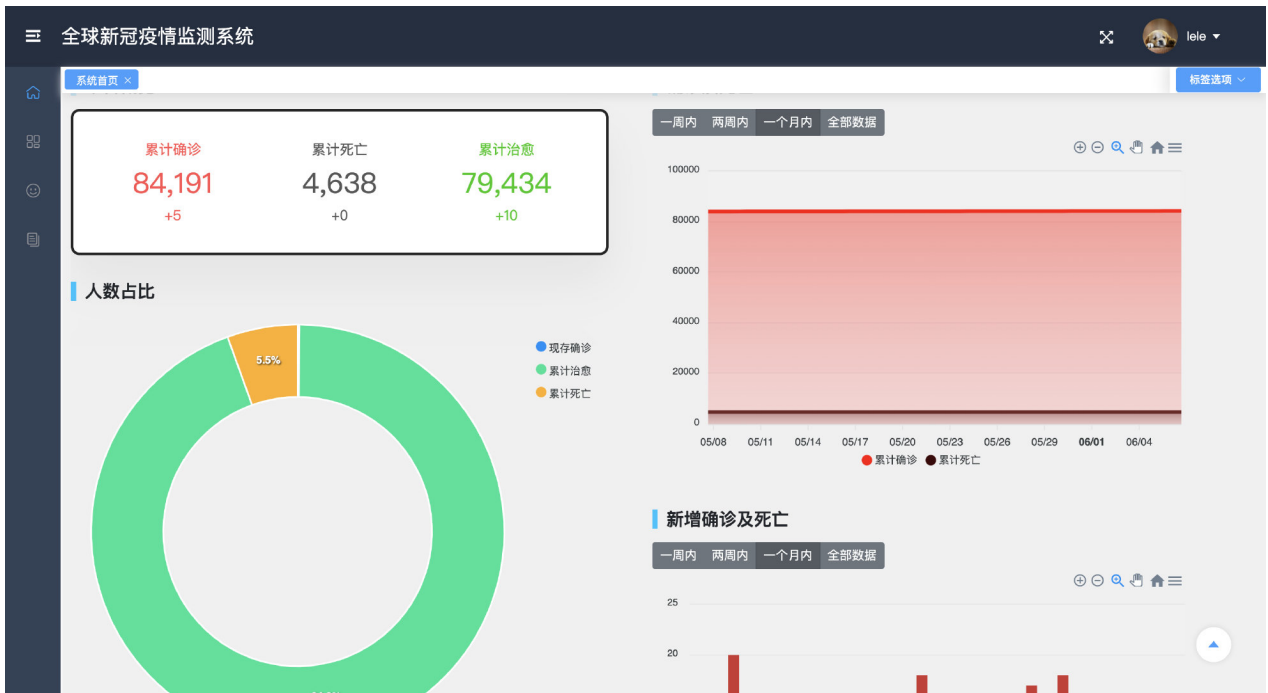 全球新冠疫情监测系统
lele
系统首页 ×
标签选项
累计确诊 累计死亡 累计治愈
84,191 4,638 79,434
+5 +0 +10
人数占比
5.5%
现存确诊
累计治愈
累计死亡
一周内 两周内 一个月内 全部数据
100000
80000
60000
40000
20000
0
05/08 05/11 05/14 05/17 05/20 05/23 05/26 05/29 06/01 06/04
累计确诊 累计死亡
新增确诊及死亡
一周内 两周内 一个月内 全部数据
25
20